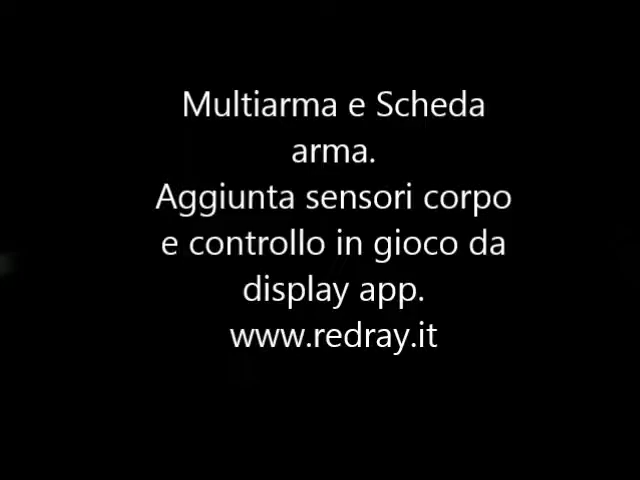 Multiarma e Scheda
arma.
Aggiunta sensori corpo
e controllo in gioco da
display app.
www.redray.it